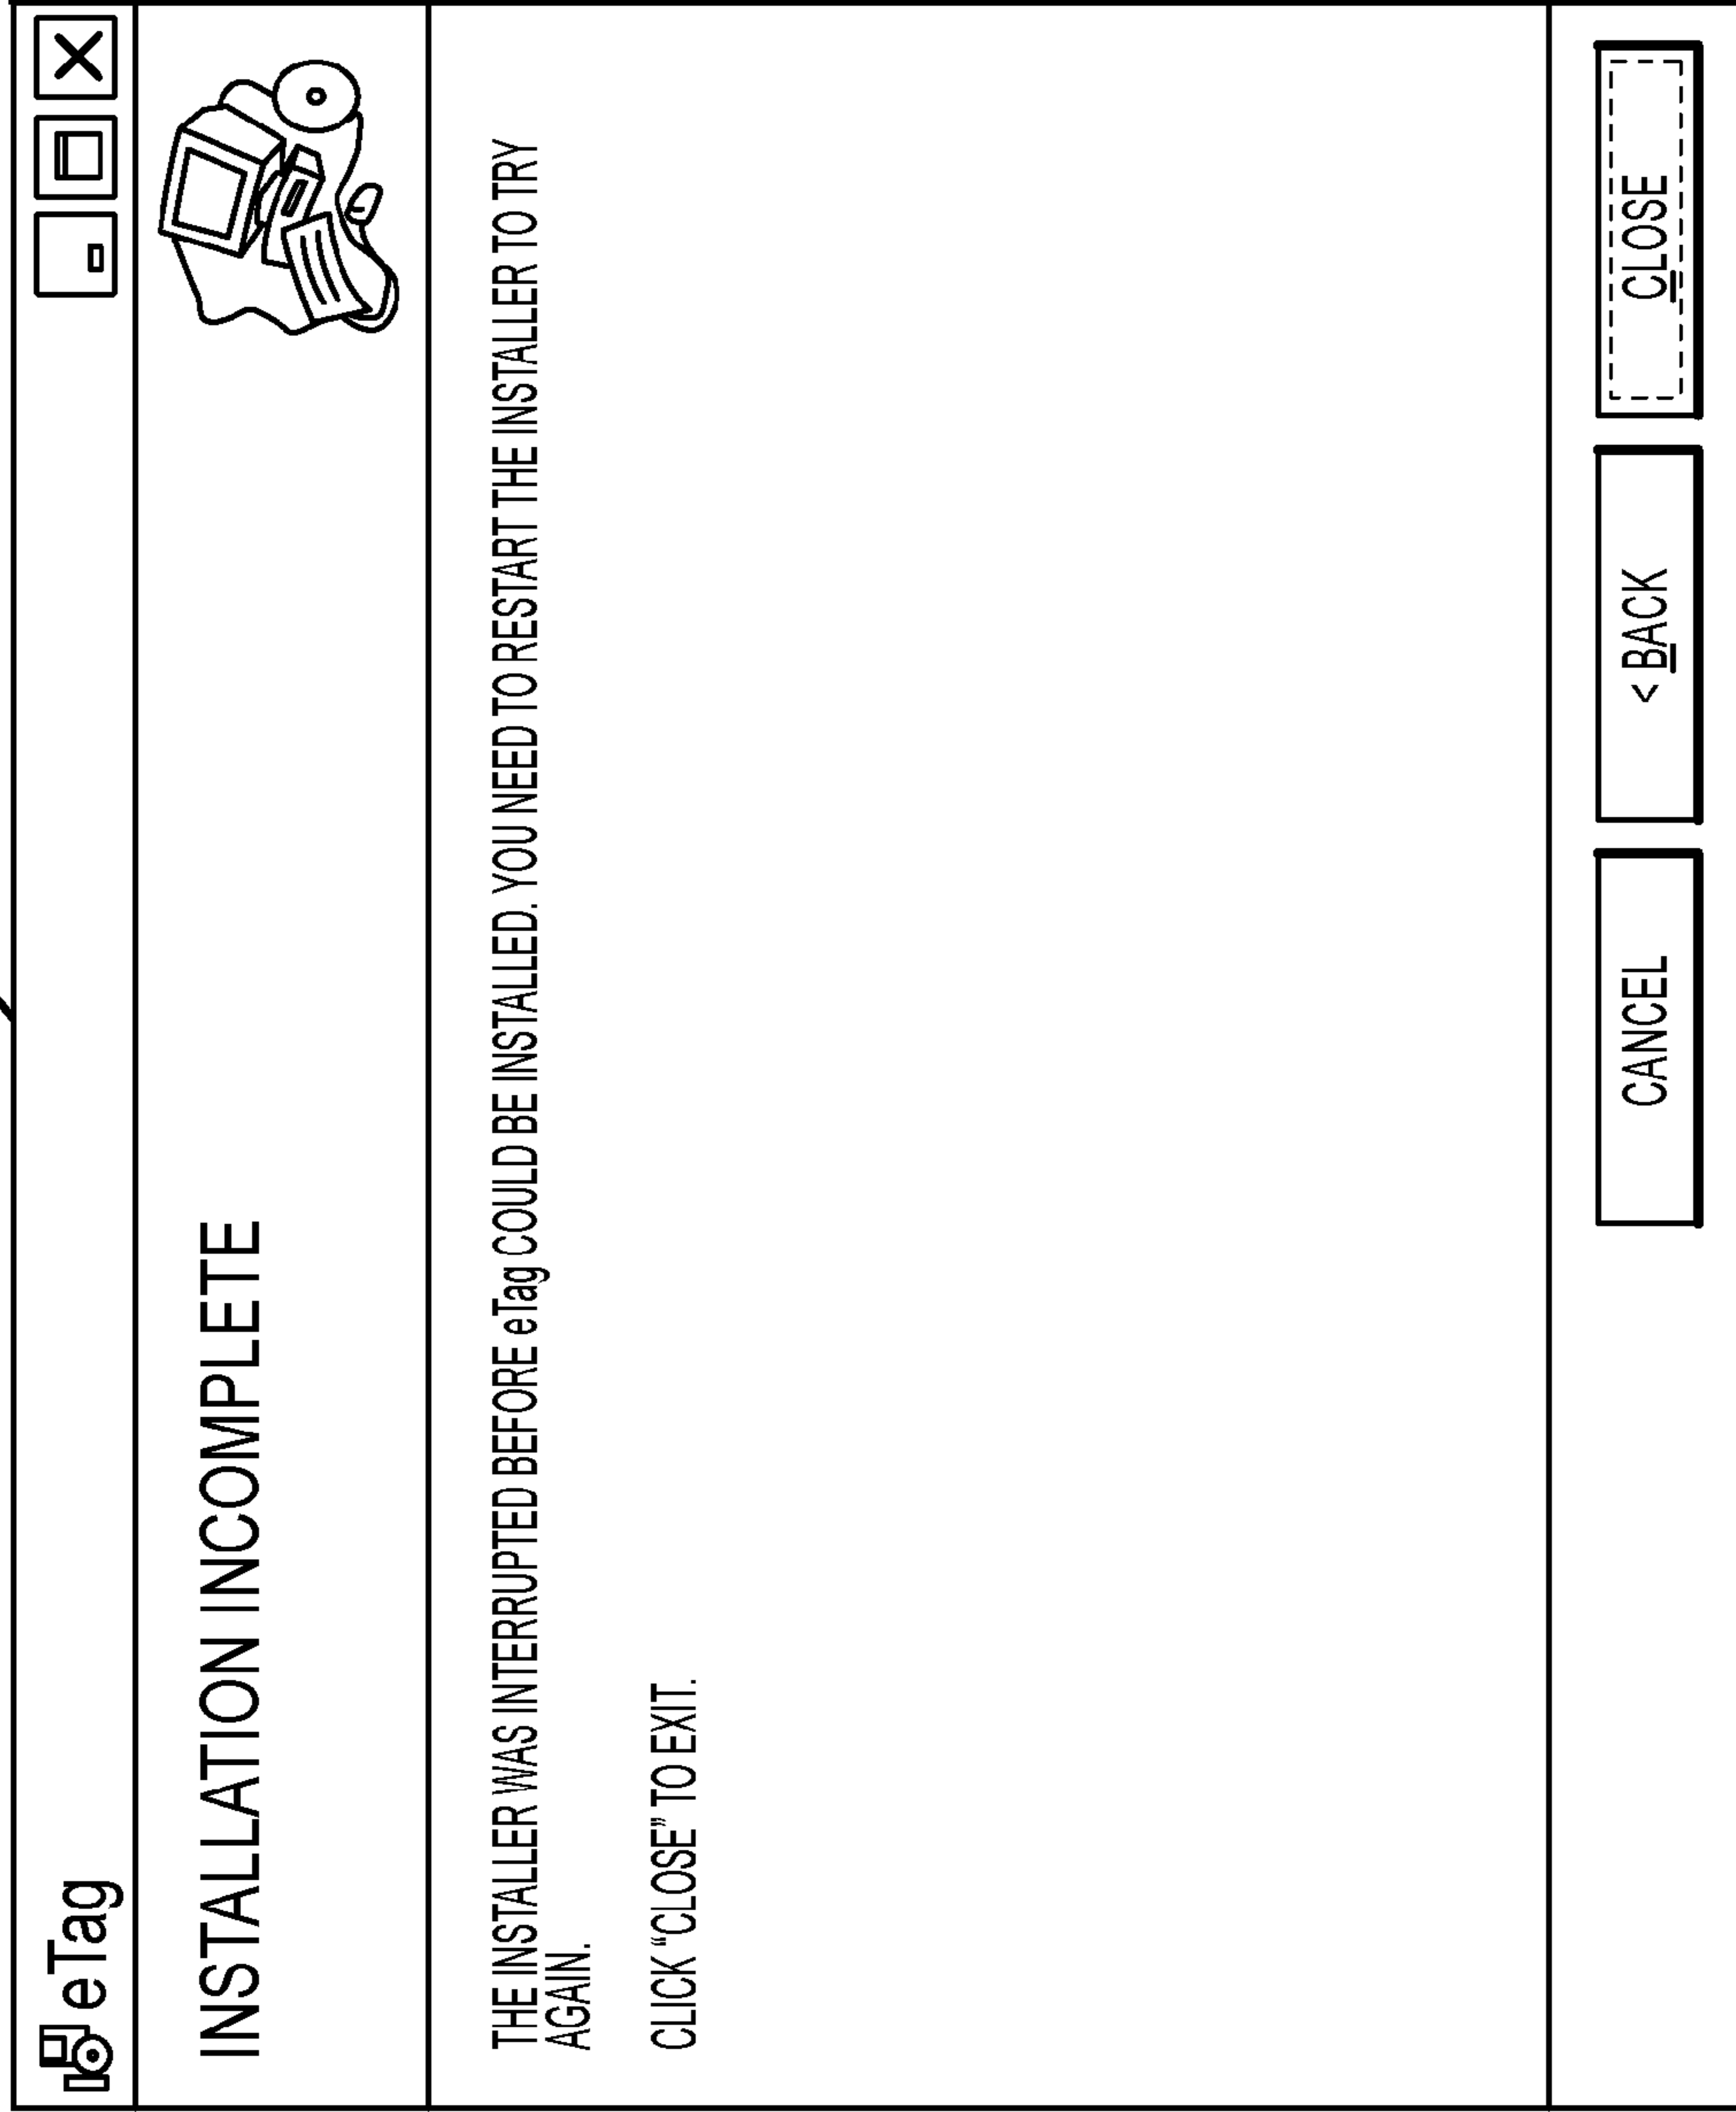 eTag
INSTALLATION INCOMPLETE
THE INSTALLER WAS INTERRUPTED BEFORE eTag COULD BE INSTALLED. YOU NEED TO RESTART THE INSTALLER TO TRY
AGAIN.
CLICK “CLOSE” TO EXIT.
CANCEL
< BACK
CLOSE